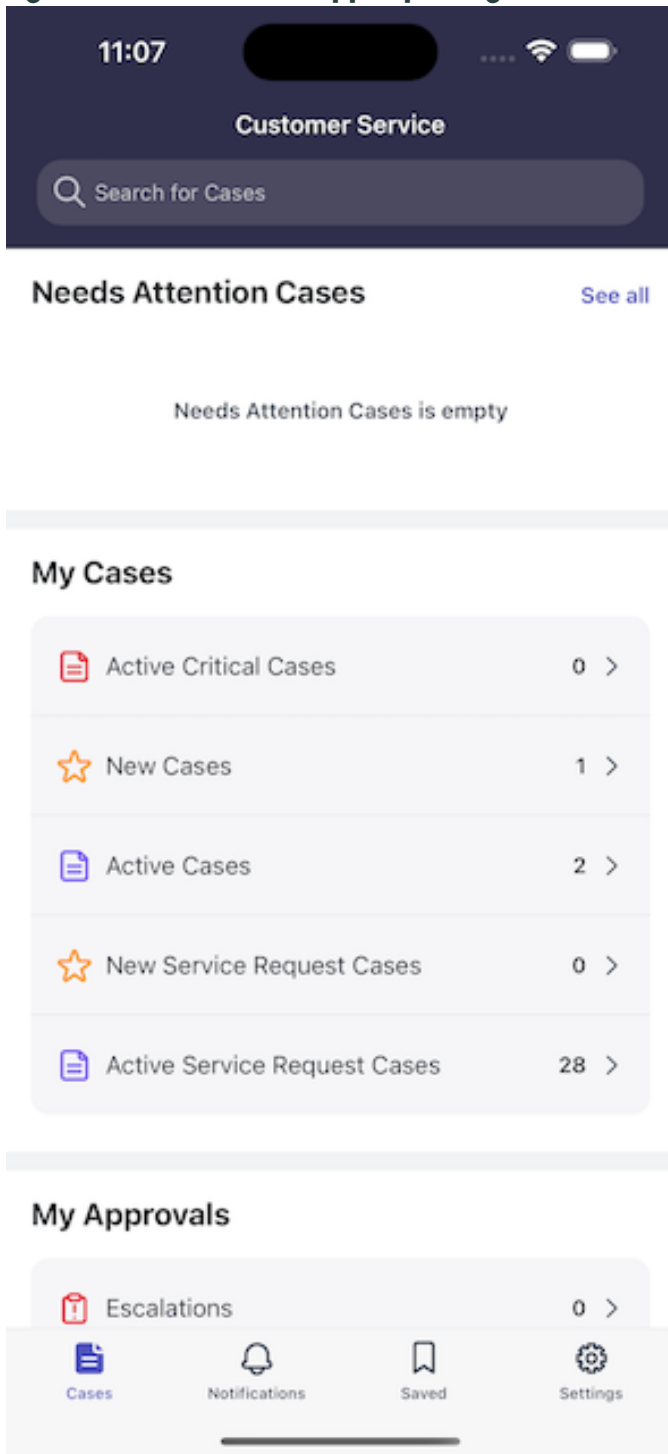 11:07
Customer Service
Search for Cases
Needs Attention Cases See all
Needs Attention Cases is empty
My Cases
Active Critical Cases 0
New Cases 1
Active Cases 2
New Service Request Cases 0
Active Service Request Cases 28
My Approvals
Escalations 0
Cases Notifications Saved Settings